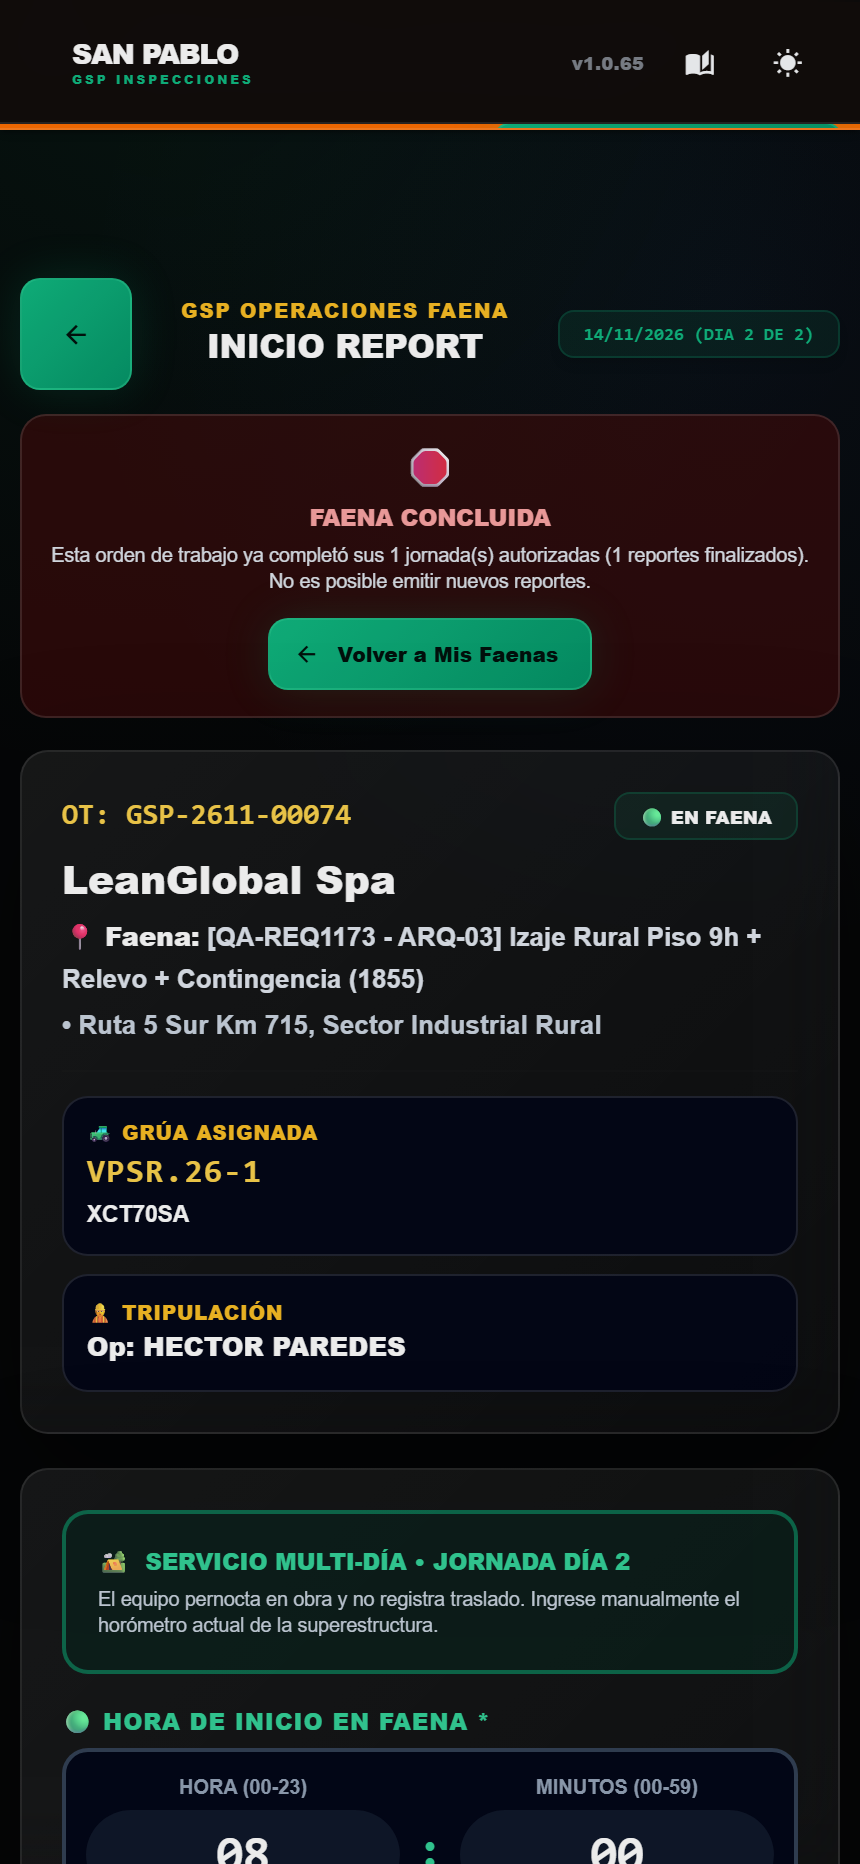 SAN PABLO
GSP INSPECCIONES
v1.0.65
GSP OPERACIONES FAENA
INICIO REPORT
14/11/2026 (DIA 2 DE 2)
FAENA CONCLUIDA
Esta orden de trabajo ya completó sus 1 jornada(s) autorizadas (1 reportes finalizados).
No es posible emitir nuevos reportes.
Volver a Mis Faenas
OT: GSP-2611-00074
EN FAENA
LeanGlobal Spa
Faena: [QA-REQ1173 - ARQ-03] Izaje Rural Piso 9h +
Relevo + Contingencia (1855)
• Ruta 5 Sur Km 715, Sector Industrial Rural
GRÚA ASIGNADA
VPSR.26-1
XCT70SA
TRIPULACIÓN
Op: HECTOR PAREDES
SERVICIO MULTI-DÍA • JORNADA DÍA 2
El equipo pernocta en obra y no registra traslado. Ingrese manualmente el
horómetro actual de la superestructura.
HORA DE INICIO EN FAENA *
HORA (00-23)
MINUTOS (00-59)
08 : 00